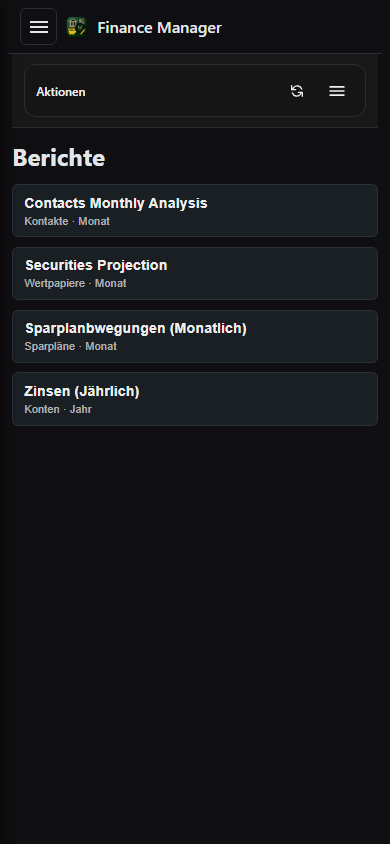 Finance Manager
Aktionen
Berichte
Contacts Monthly Analysis
Kontakte · Monat
Securities Projection
Wertpapiere · Monat
Sparplanbwegungen (Monatlich)
Sparpläne · Monat
Zinsen (Jährlich)
Konten · Jahr